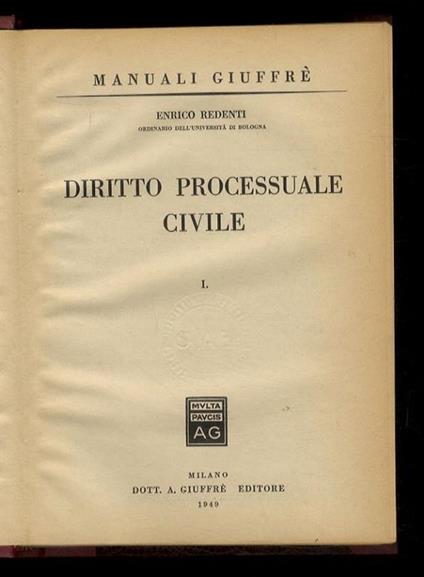 MANUALI GIUFFRÈ
ENRICO REDENTI
ORDINARIO DELL'UNIVERSITÀ DI BOLOGNA
DIRITTO PROCESSUALE
CIVILE
I.
MVLTA
PAVCIS
AG
MILANO
DOTT. A. GIUFFRÈ EDITORE
1949